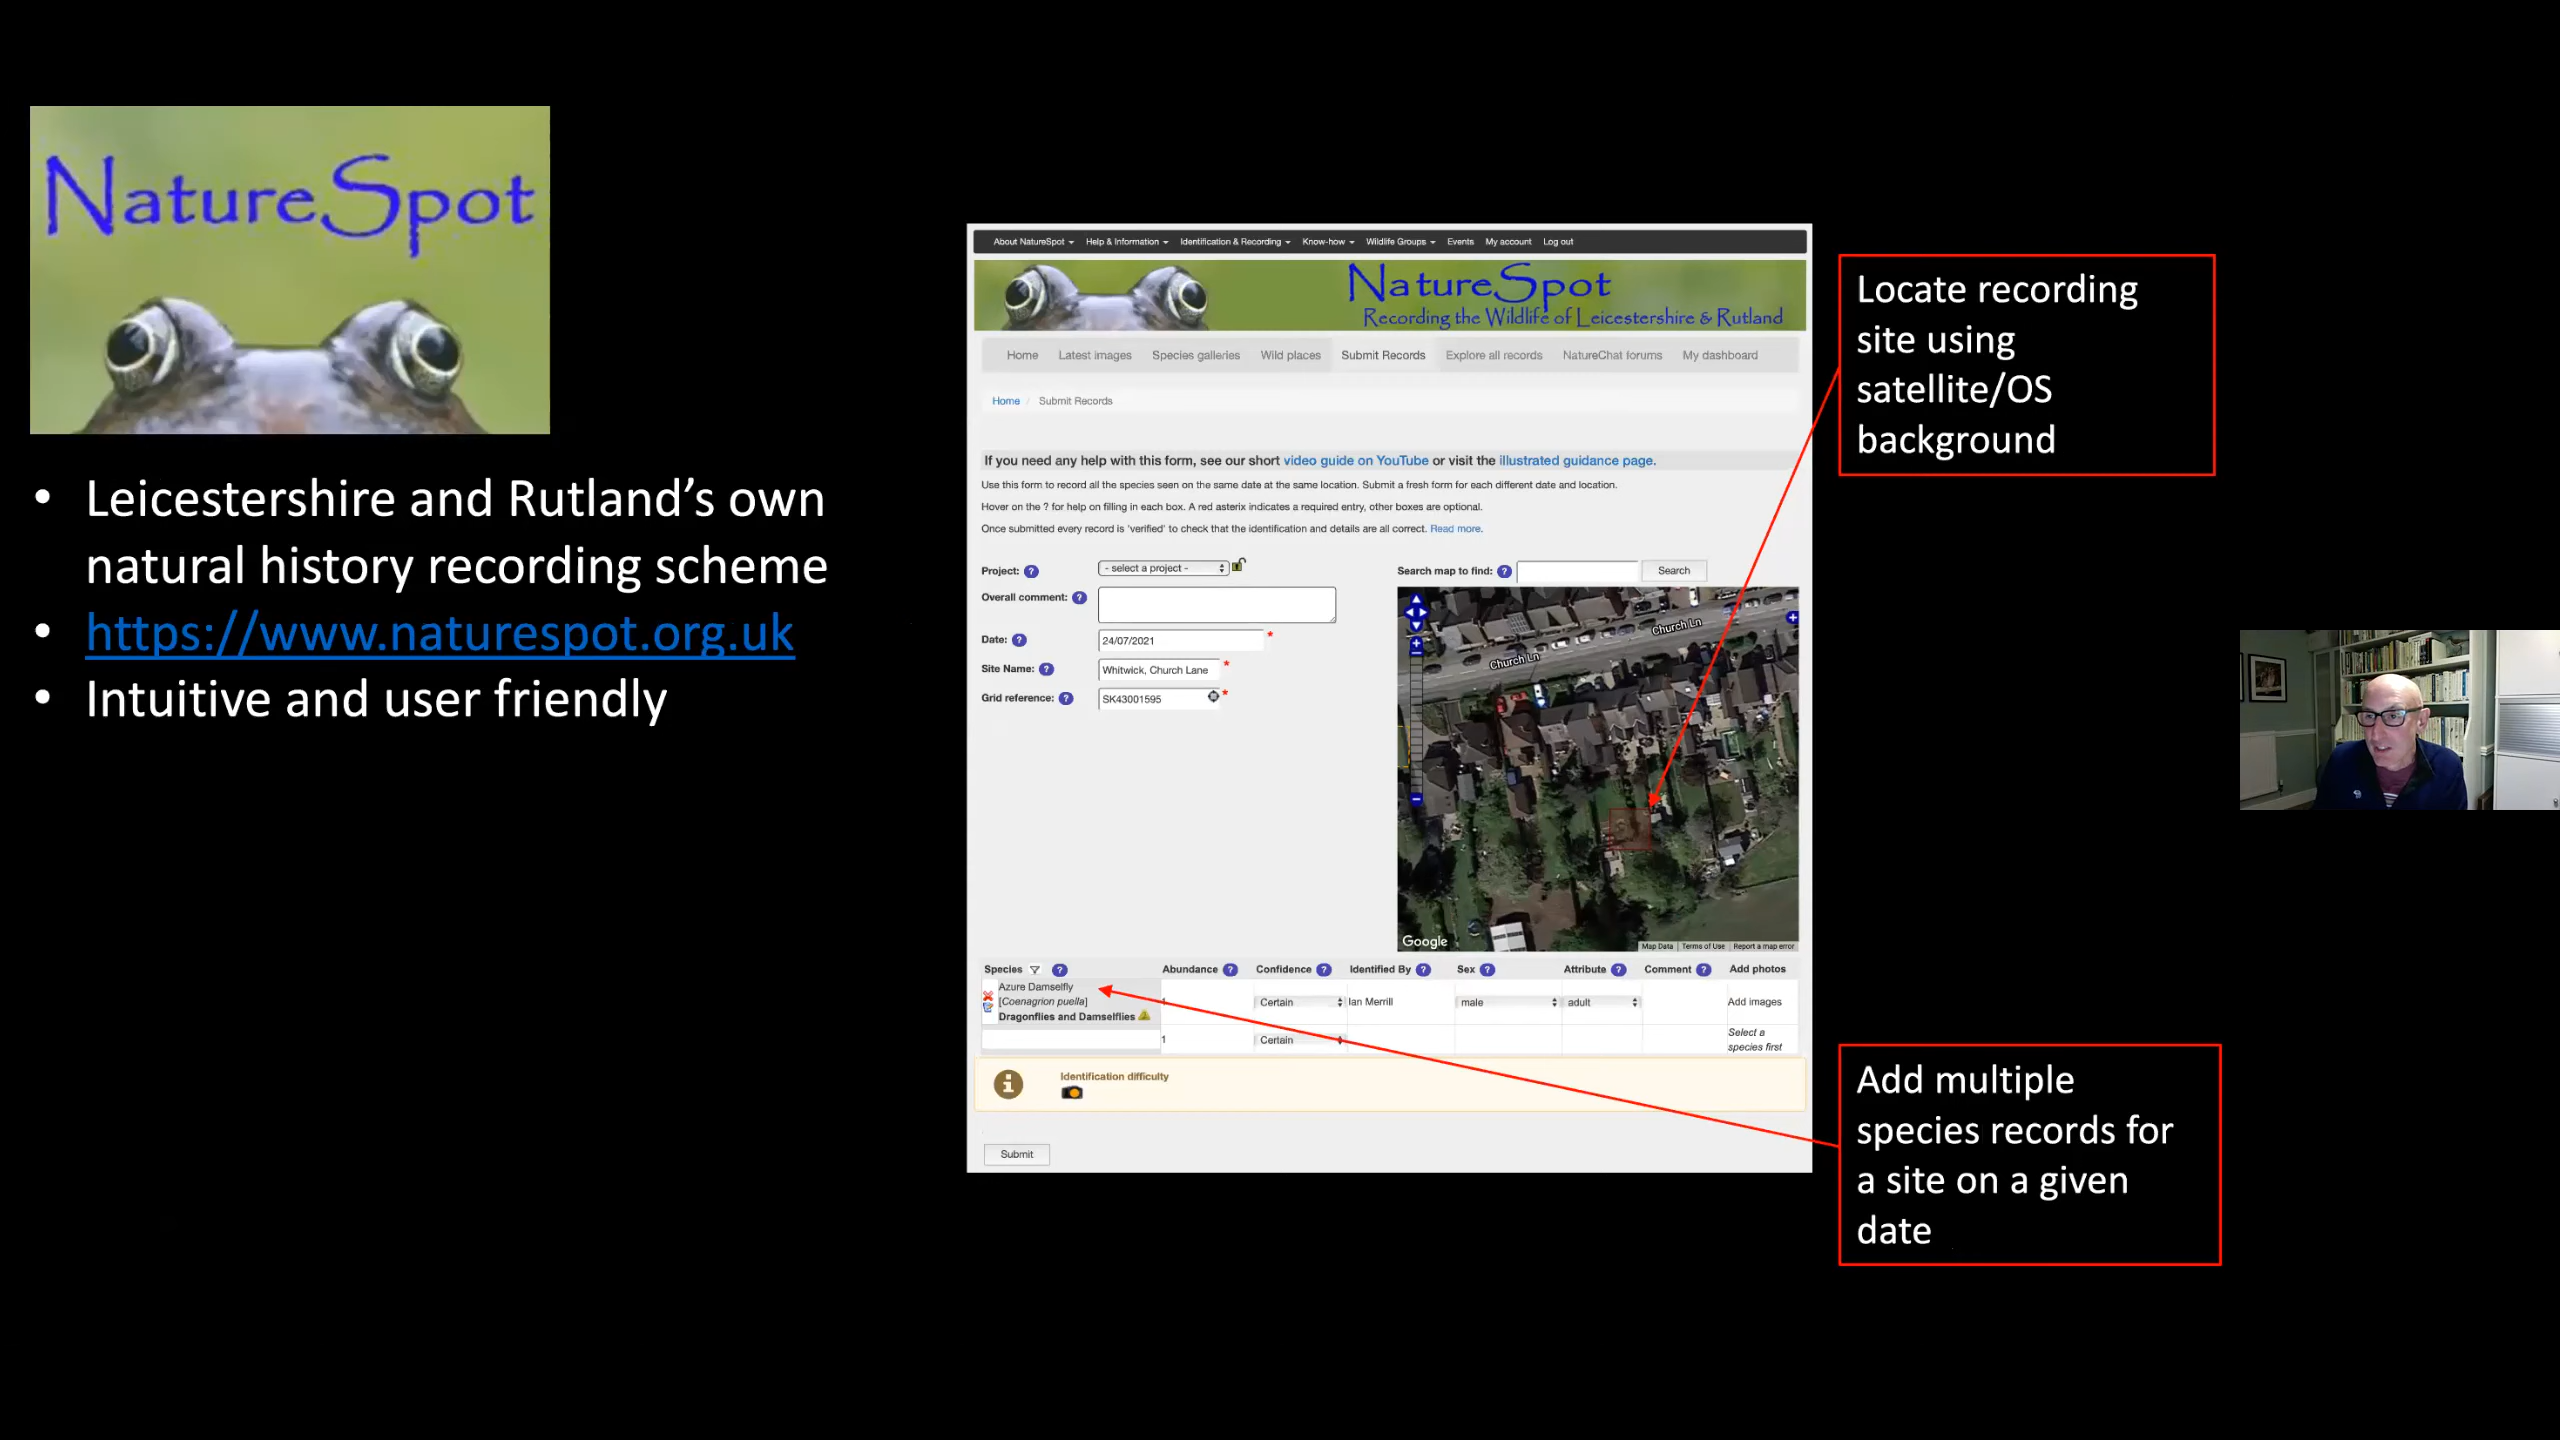 NatureSpot
• Leicestershire and Rutland’s own
natural history recording scheme
• https://www.naturespot.org.uk
• Intuitive and user friendly
About NatureSpot Help & Information Identification & Recording Know-how Wildlife Groups Events My account Log out
NatureSpot
Recording the Wildlife of Leicestershire & Rutland
Home Latest images Species galleries Wild places Submit Records Explore all records NatureChat forums My dashboard
Home / Submit Records
If you need any help with this form, see our short video guide on YouTube or visit the illustrated guidance page.
Use this form to record all the species seen on the same date at the same location. Submit a fresh form for each different date and location.
Hover on the ? for help on filling in each box. A red asterix indicates a required entry, other boxes are optional.
Once submitted every record is 'verified' to check that the identification and details are all correct. Read more.
Project: ? - select a project -
Overall comment: ?
Date: ? 24/07/2021 *
Site Name: ? Whitwick, Church Lane *
Grid reference: ? SK43001595 *
Search map to find: ? Search
Church Ln
Church Ln
Google
Map Data Terms of Use Report a map error
Species ? Abundance ? Confidence ? Identified By ? Sex ? Attribute ? Comment ? Add photos
Azure Damselfly
[Coenagrion puella]
Dragonflies and Damselflies
1 Certain Ian Merrill male adult Add images
1 Certain Select a
species first
Identification difficulty
Submit
Locate recording
site using
satellite/OS
background
Add multiple
species records for
a site on a given
date